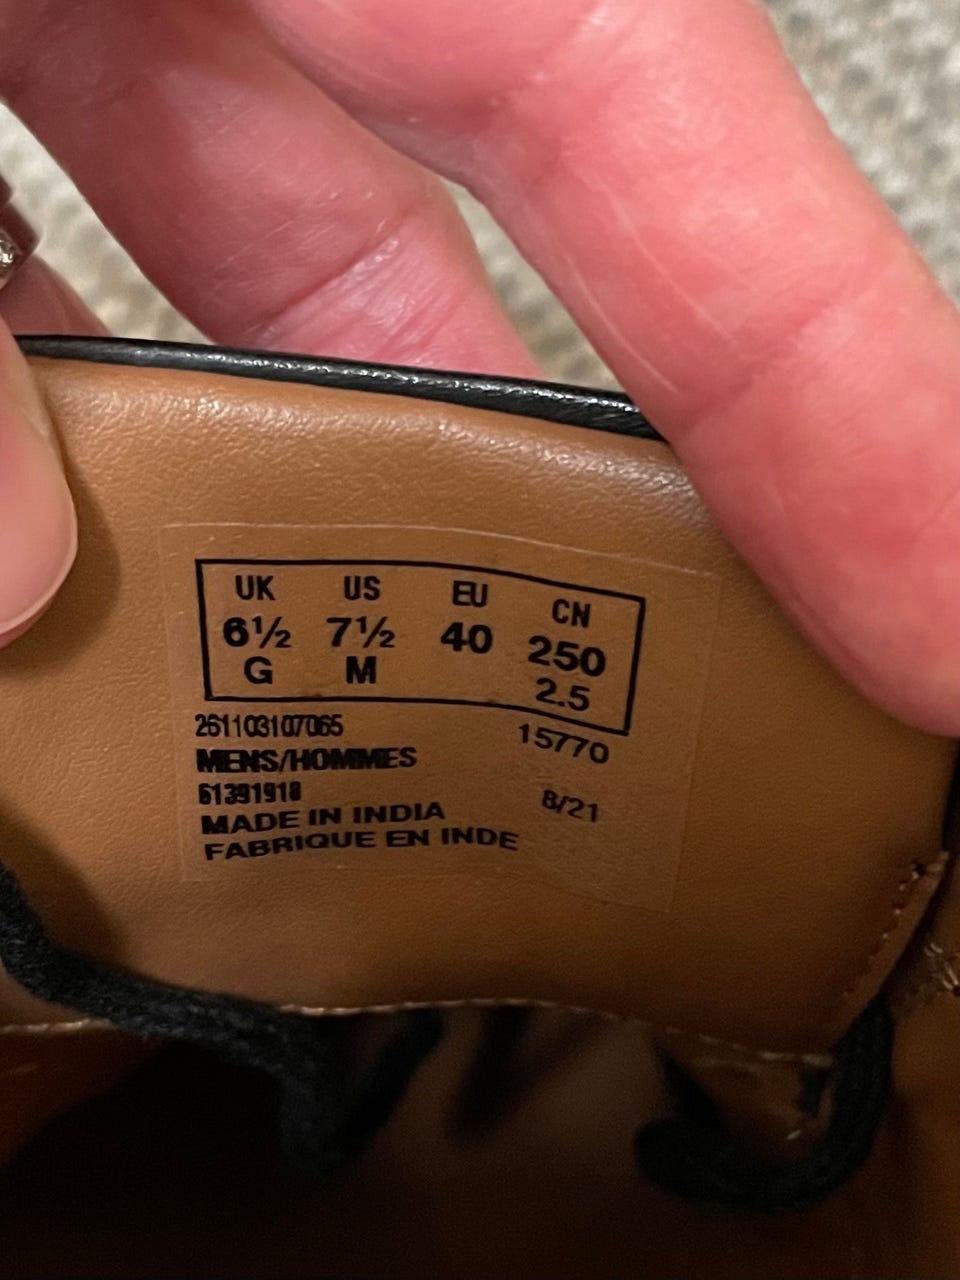 UK US EU CN
6½ 7½ 40 250
G M 2.5
261103107065 15770
MENS/HOMMES
61391918 8/21
MADE IN INDIA
FABRIQUE EN INDE